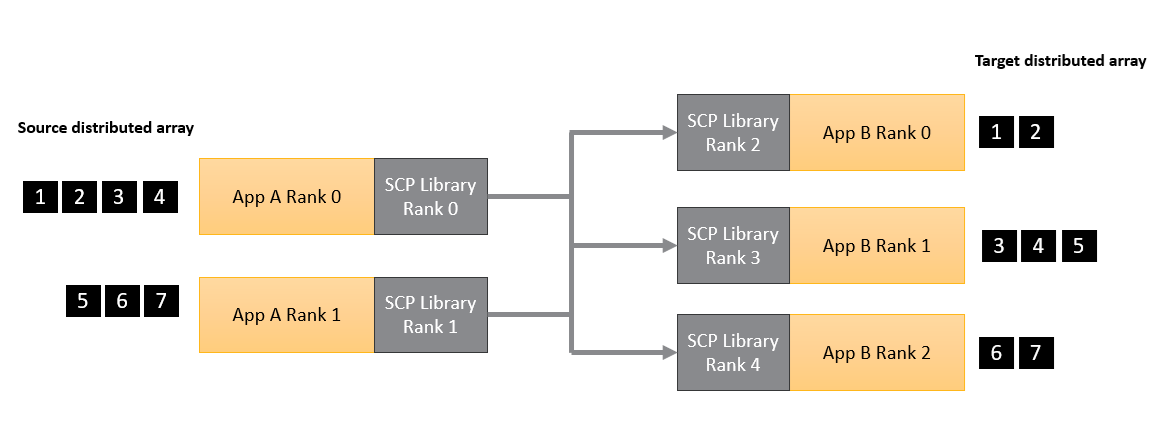 Source distributed array
1 2 3 4
App A Rank 0
SCP Library
Rank 0
5 6 7
App A Rank 1
SCP Library
Rank 1
Target distributed array
SCP Library
Rank 2
App B Rank 0
1 2
SCP Library
Rank 3
App B Rank 1
3 4 5
SCP Library
Rank 4
App B Rank 2
6 7